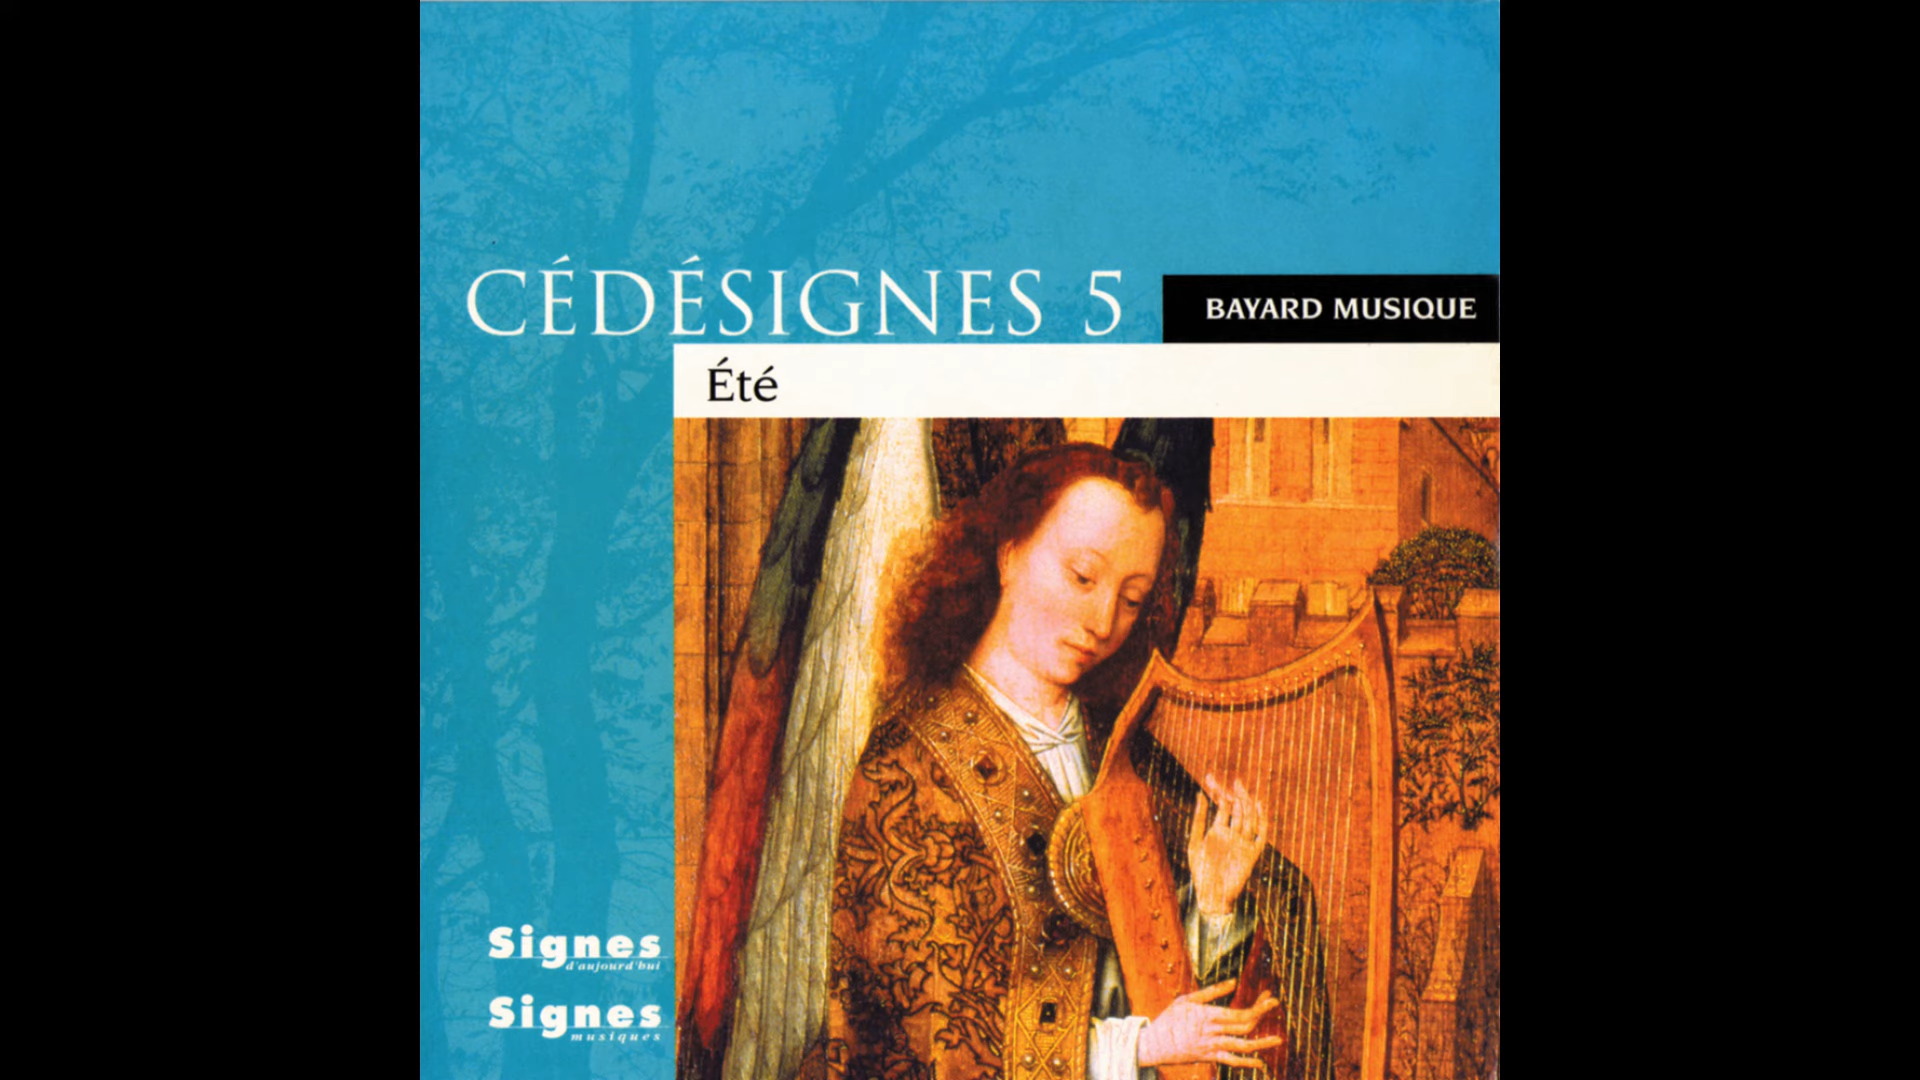 CÉDÉSIGNES 5
BAYARD MUSIQUE
Été
Signes
d'aujourd'hui
Signes
musiques